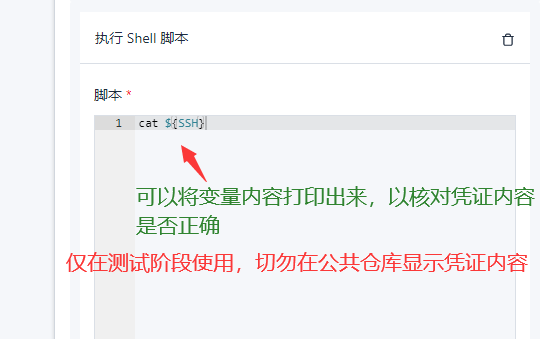 执行 Shell 脚本
脚本 *
1 cat ${SSH}
可以将变量内容打印出来，以核对凭证内容
是否正确
仅在测试阶段使用，切勿在公共仓库显示凭证内容